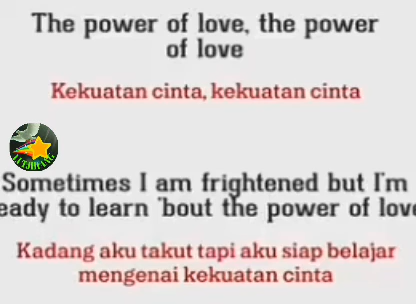 The power of love, the power
of love
Kekuatan cinta, kekuatan cinta
Sometimes I am frightened but I'm
eady to learn 'bout the power of love
Kadang aku takut tapi aku siap belajar
mengenai kekuatan cinta